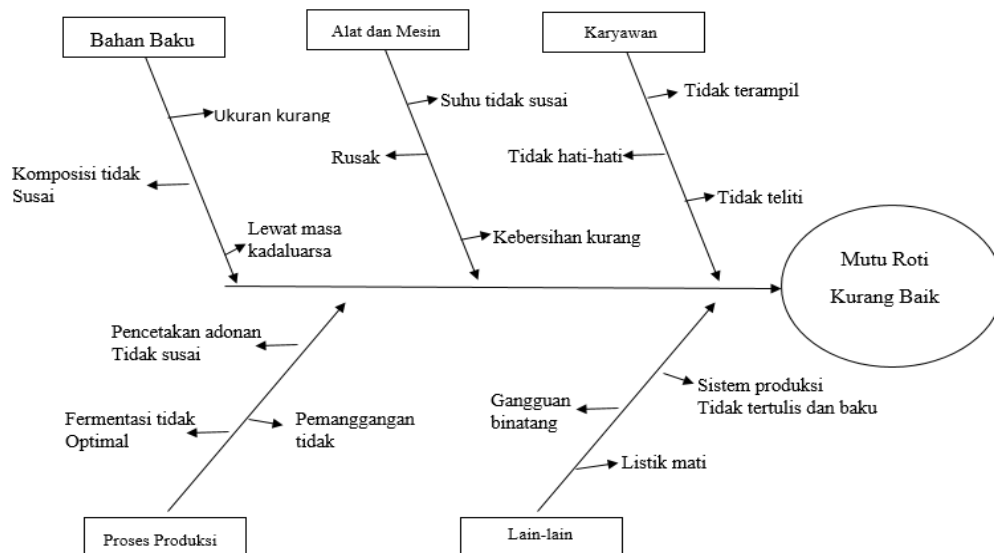 Bahan Baku
Alat dan Mesin
Karyawan
Ukuran kurang
Komposisi tidak
Susai
Lewat masa
kadaluarsa
Suhu tidak susai
Rusak
Kebersihan kurang
Tidak terampil
Tidak hati-hati
Tidak teliti
Mutu Roti
Kurang Baik
Pencetakan adonan
Tidak susai
Fermentasi tidak
Optimal
Pemanggangan
tidak
Gangguan
binatang
Sistem produksi
Tidak tertulis dan baku
Listik mati
Proses Produksi
Lain-lain